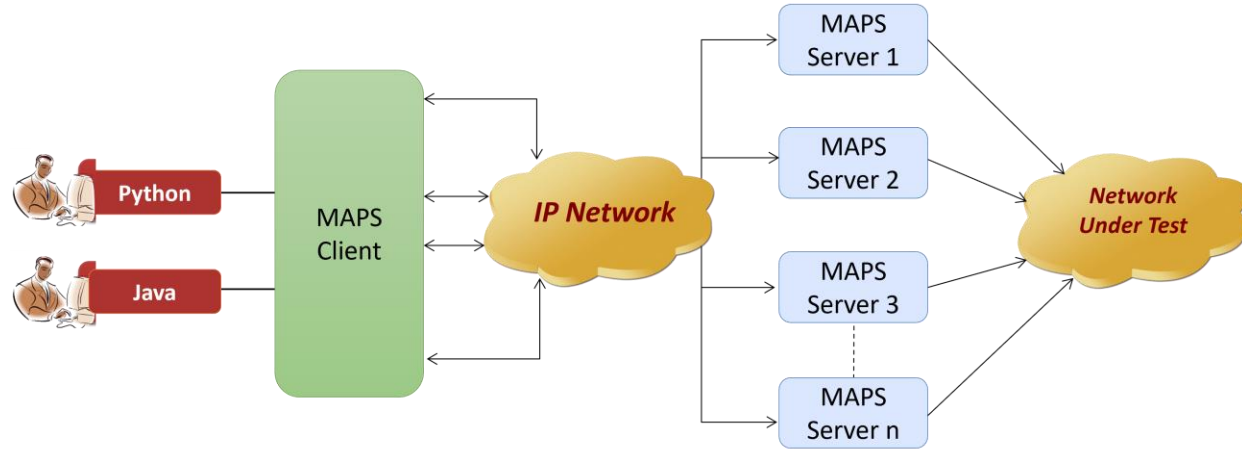 Python
Java
MAPS
Client
IP Network
MAPS
Server 1
MAPS
Server 2
MAPS
Server 3
MAPS
Server n
Network
Under Test